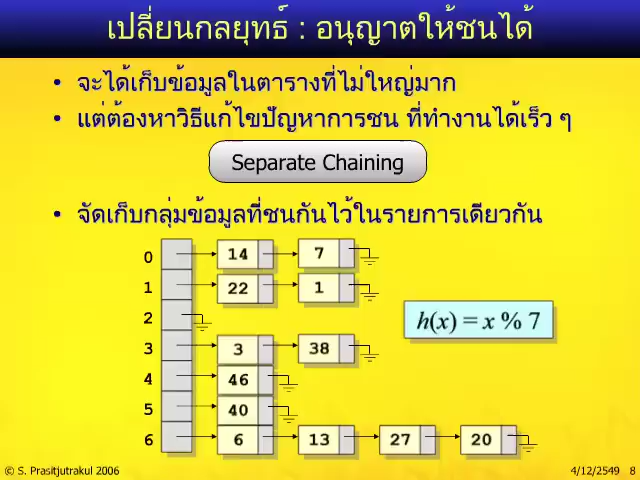 เปลี่ยนกลยุทธ์ : อนุญาตให้ชนได้
• จะได้เก็บข้อมูลในตารางที่ไม่ใหญ่มาก
• แต่ต้องหาวิธีแก้ไขปัญหาการชน ที่ทำงานได้เร็ว ๆ
Separate Chaining
• จัดเก็บกลุ่มข้อมูลที่ชนกันไว้ในรายการเดียวกัน
0 14 7
1 22 1
2
h(x) = x % 7
3 3 38
4 46
5 40
6 6 13 27 20
© S. Prasitjutrakul 2006 4/12/2549 8